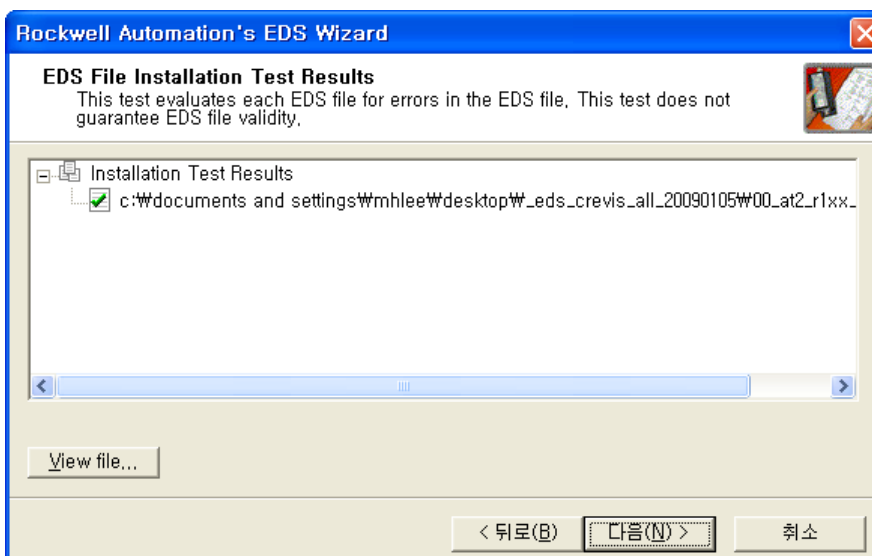 Rockwell Automation's EDS Wizard
EDS File Installation Test Results
This test evaluates each EDS file for errors in the EDS file, This test does not
guarantee EDS file validity,
Installation Test Results
c:₩documents and settings₩mhlee₩desktop₩_eds_crevis_all_20090105₩00_at2_r1xx_
View file,,,
< 뒤로(B)
다음(N) >
취소